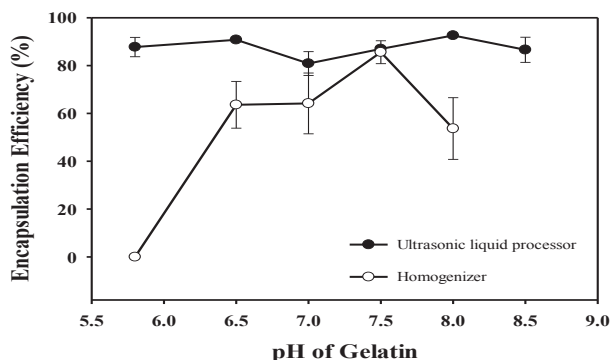 Encapsulation Efficiency (%)
100
80
60
40
20
0
Ultrasonic liquid processor
Homogenizer
5.5 6.0 6.5 7.0 7.5 8.0 8.5 9.0
pH of Gelatin